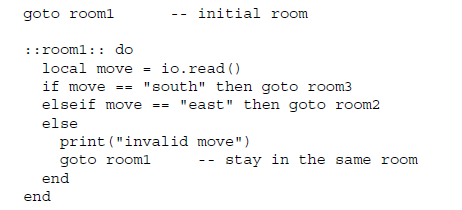 goto room1      -- initial room
::room1:: do
  local move = io.read()
  if move == "south" then goto room3
  elseif move == "east" then goto room2
  else
    print("invalid move")
    goto room1     -- stay in the same room
  end
end